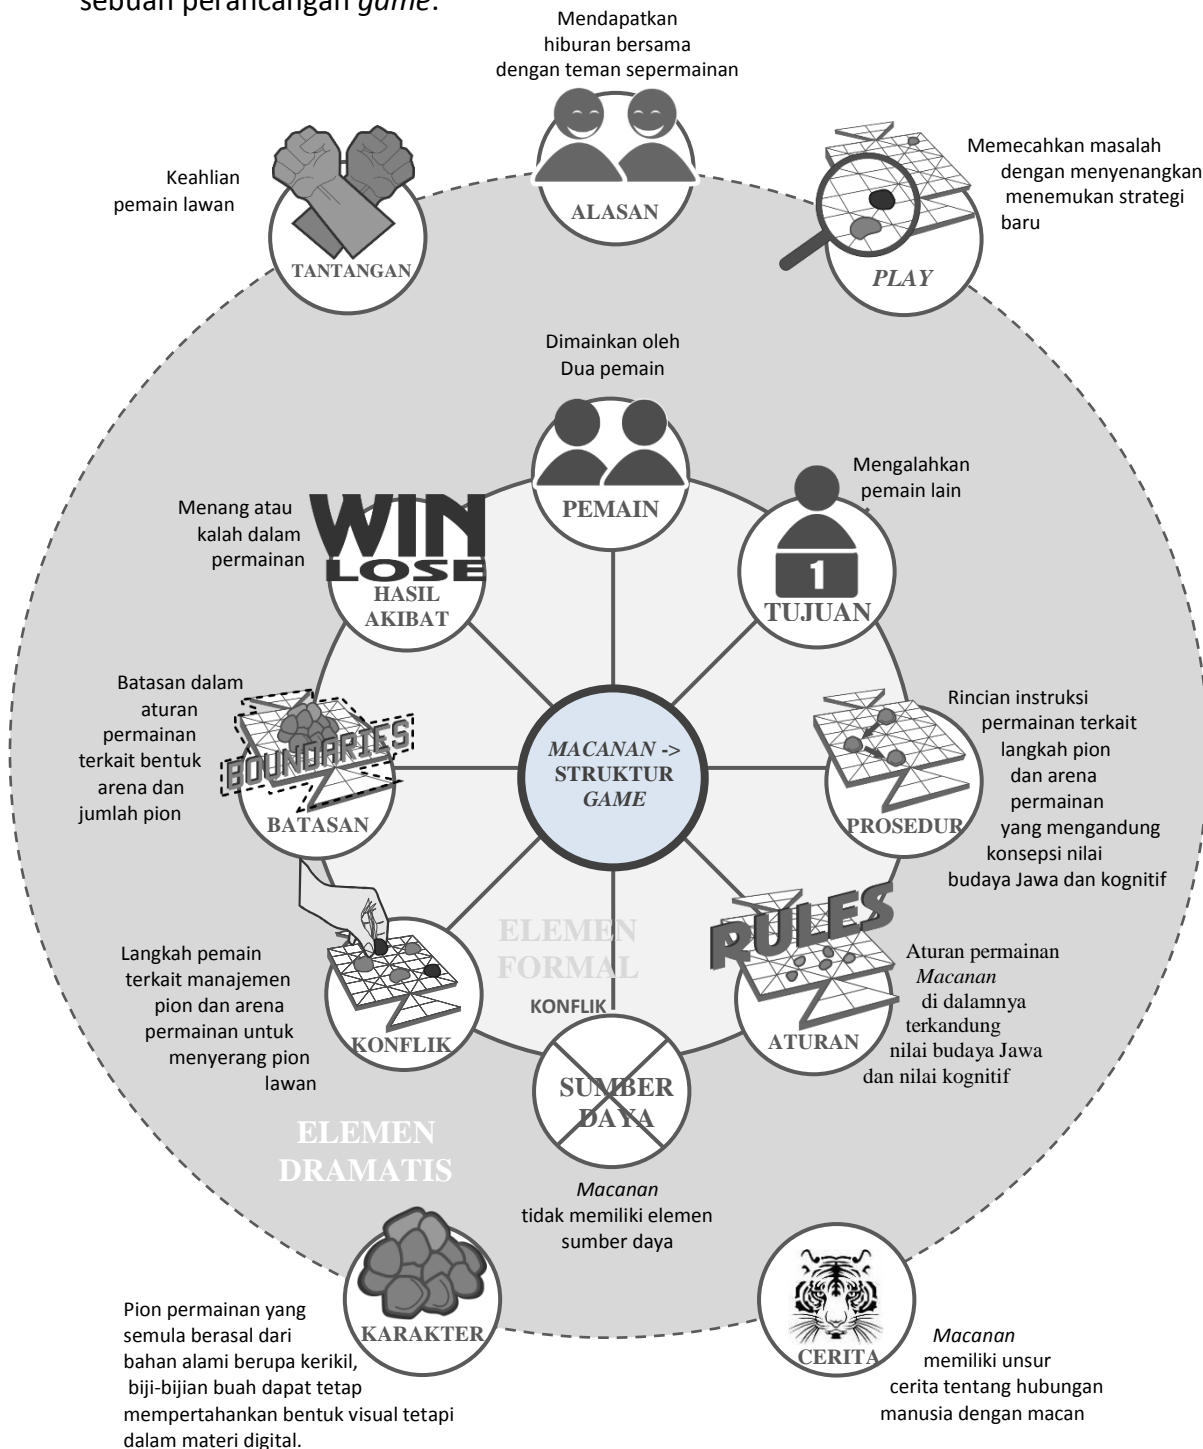 sebuah perancangan game.
Mendapatkan
hiburan bersama
dengan teman sepermainan
ALASAN
Keahlian
pemain lawan
TANTANGAN
Memecahkan masalah
dengan menyenangkan
menemukan strategi
baru
PLAY
Dimainkan oleh
Dua pemain
PEMAIN
Mengalahkan
pemain lain
1
TUJUAN
Menang atau
kalah dalam
permainan
WIN
LOSE
HASIL
AKIBAT
Batasan dalam
aturan
permainan
terkait bentuk
arena dan
jumlah pion
BOUNDARIES
BATASAN
MACANAN ->
STRUKTUR
GAME
Rincian instruksi
permainan terkait
langkah pion
dan arena
permainan
yang mengandung
konsepsi nilai
budaya Jawa dan kognitif
PROSEDUR
Langkah pemain
terkait manajemen
pion dan arena
permainan untuk
menyerang pion
lawan
KONFLIK
ELEMEN
FORMAL
KONFLIK
RULES
ATURAN
Aturan permainan
Macanan
di dalamnya
terkandung
nilai budaya Jawa
dan nilai kognitif
SUMBER
DAYA
Macanan
tidak memiliki elemen
sumber daya
ELEMEN
DRAMATIS
KARAKTER
Pion permainan yang
semula berasal dari
bahan alami berupa kerikil,
biji-bijian buah dapat tetap
mempertahankan bentuk visual tetapi
dalam materi digital.
CERITA
Macanan
memiliki unsur
cerita tentang hubungan
manusia dengan macan